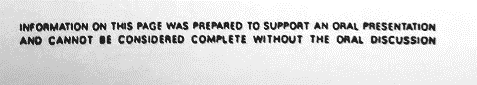 INFORMATION ON THIS PAGE WAS PREPARED TO SUPPORT AN ORAL PRESENTATION
AND CANNOT BE CONSIDERED COMPLETE WITHOUT THE ORAL DISCUSSION